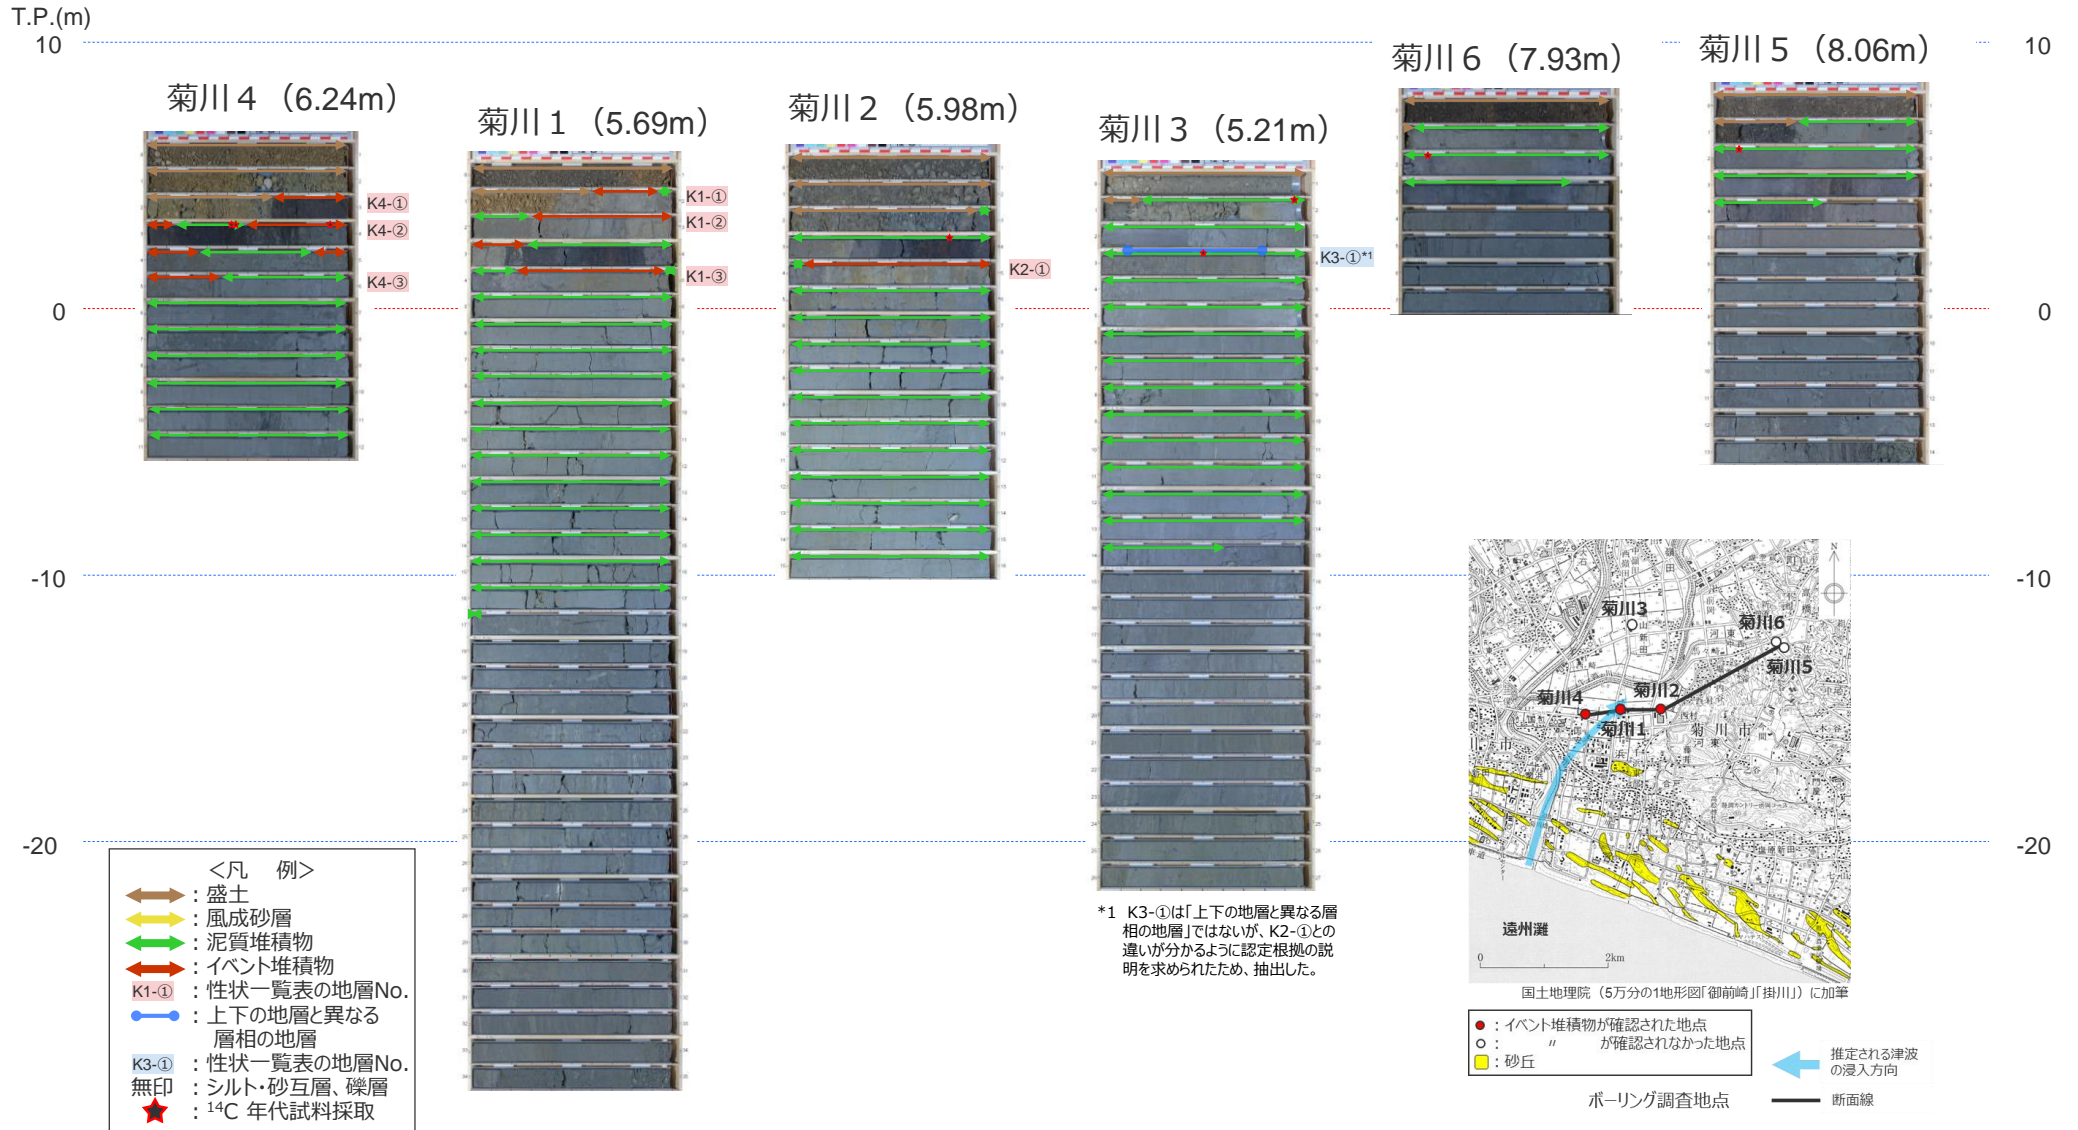 T.P.(m)
10
10
菊川４（6.24m）
菊川１（5.69m）
菊川２（5.98m）
菊川３（5.21m）
菊川６（7.93m）
菊川５（8.06m）
K4-①
K4-②
K4-③
K1-①
K1-②
K1-③
K2-①
K3-①*1
0
0
-10
-10
-20
-20
＜凡　例＞
：盛土
：風成砂層
：泥質堆積物
：イベント堆積物
K1-①：性状一覧表の地層No.
：上下の地層と異なる
層相の地層
K3-①：性状一覧表の地層No.
無印：シルト・砂互層、礫層
：14C 年代試料採取
*1 K3-①は「上下の地層と異なる層
相の地層」ではないが、K2-①との
違いが分かるように認定根拠の説
明を求められたため、抽出した。
N
菊川3
菊川6
菊川5
菊川4
菊川2
菊川1
菊川市
遠州灘
0
2km
国土地理院（5万分の1地形図「御前崎」「掛川」）に加筆
：イベント堆積物が確認された地点
：　〃　が確認されなかった地点
：砂丘
推定される津波
の浸入方向
ボーリング調査地点
断面線